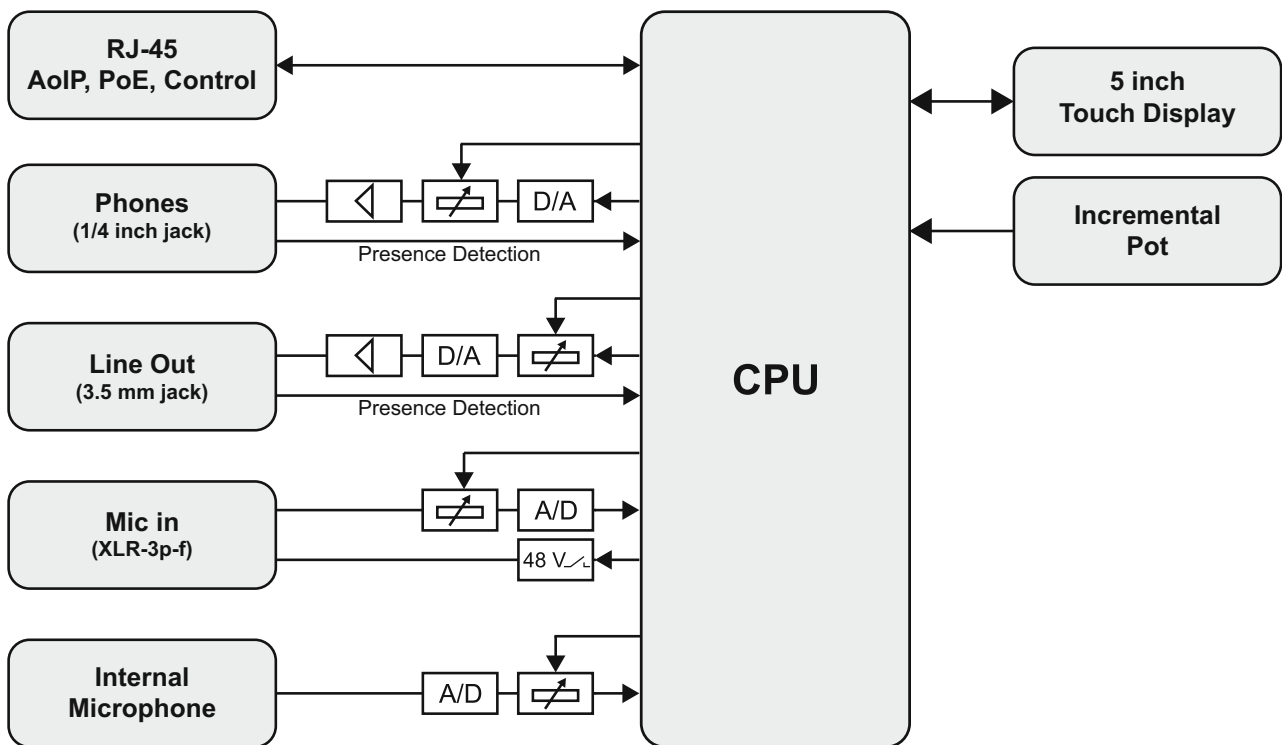 RJ-45
AoIP, PoE, Control
Phones
(1/4 inch jack)
D/A
Presence Detection
Line Out
(3.5 mm jack)
D/A
Presence Detection
Mic in
(XLR-3p-f)
A/D
48 V
Internal
Microphone
A/D
CPU
5 inch
Touch Display
Incremental
Pot